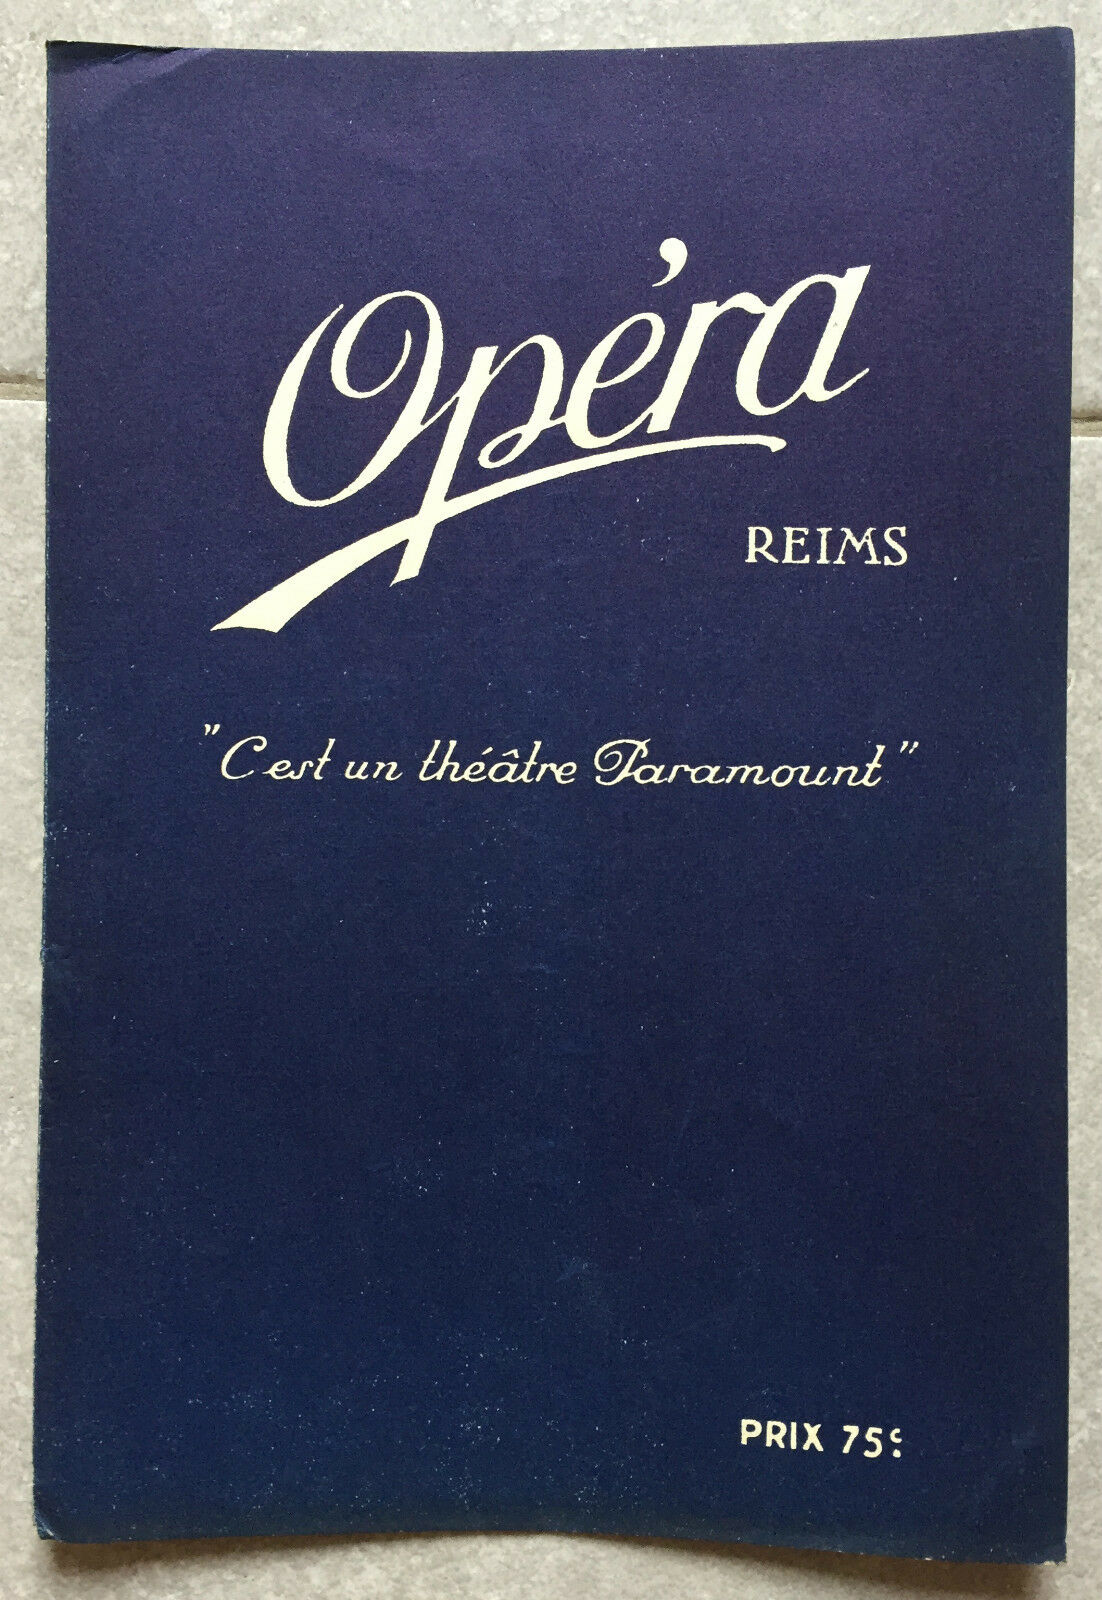 Opéra
REIMS
"C'est un théâtre Paramount"
PRIX 75c.